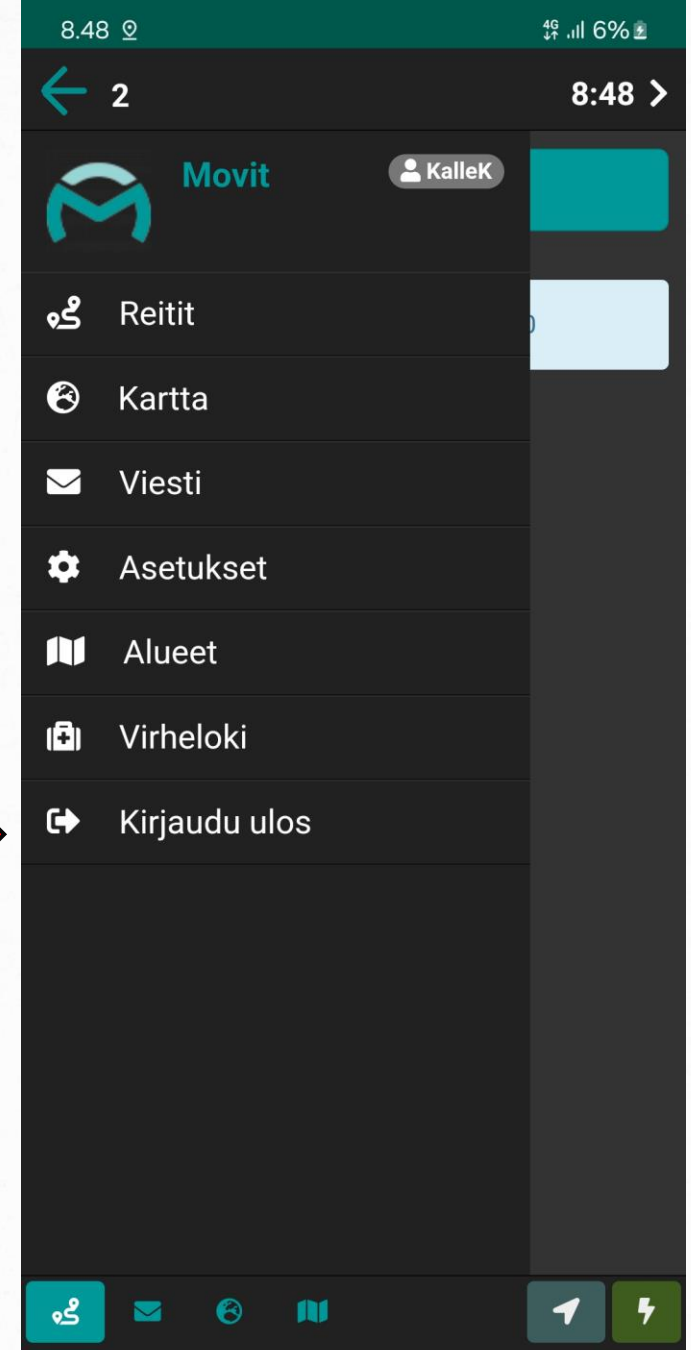 8.48 4G 6%
2 8:48
Movit KalleK
Reitit
Kartta
Viesti
Asetukset
Alueet
Virheloki
Kirjaudu ulos